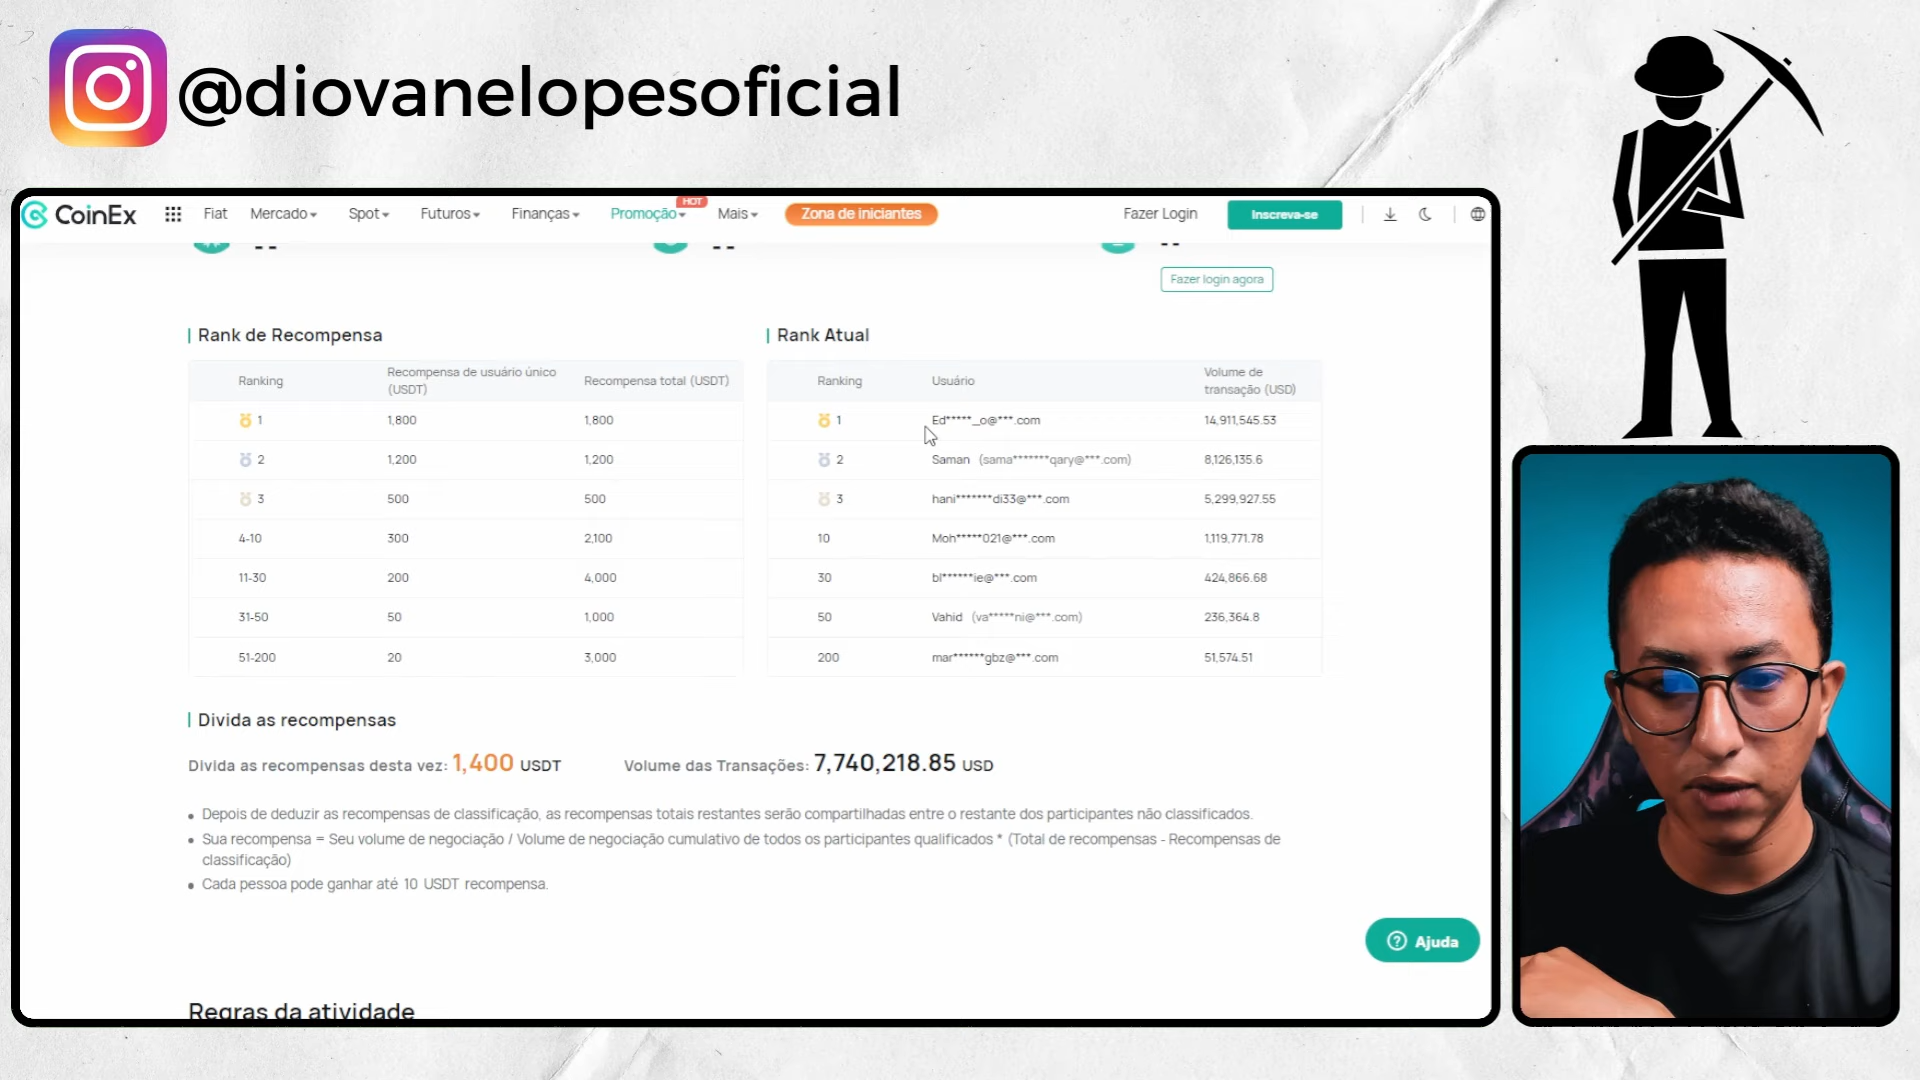 @diovanelopesoficial
CoinEx Fiat Mercado Spot Futuros Finanças Promoção HOT Mais Zona de iniciantes Fazer Login Inscreva-se
Fazer login agora
Rank de Recompensa
Ranking Recompensa de usuário único (USDT) Recompensa total (USDT)
1 1,800 1,800
2 1,200 1,200
3 500 500
4-10 300 2,100
11-30 200 4,000
31-50 50 1,000
51-200 20 3,000
Rank Atual
Ranking Usuário Volume de transação (USD)
1 Ed*****_o@***.com 14,911,545.53
2 Saman (sama*******qary@***.com) 8,126,135.6
3 hani*******di33@***.com 5,299,927.55
10 Moh*****021@***.com 1,119,771.78
30 bl******ie@***.com 424,866.68
50 Vahid (va*****ni@***.com) 236,364.8
200 mar******gbz@***.com 51,574.51
Divida as recompensas
Divida as recompensas desta vez: 1,400 USDT Volume das Transações: 7,740,218.85 USD
Depois de deduzir as recompensas de classificação, as recompensas totais restantes serão compartilhadas entre o restante dos participantes não classificados.
Sua recompensa = Seu volume de negociação / Volume de negociação cumulativo de todos os participantes qualificados * (Total de recompensas - Recompensas de
classificação)
Cada pessoa pode ganhar até 10 USDT recompensa.
? Ajuda
Regras da atividade